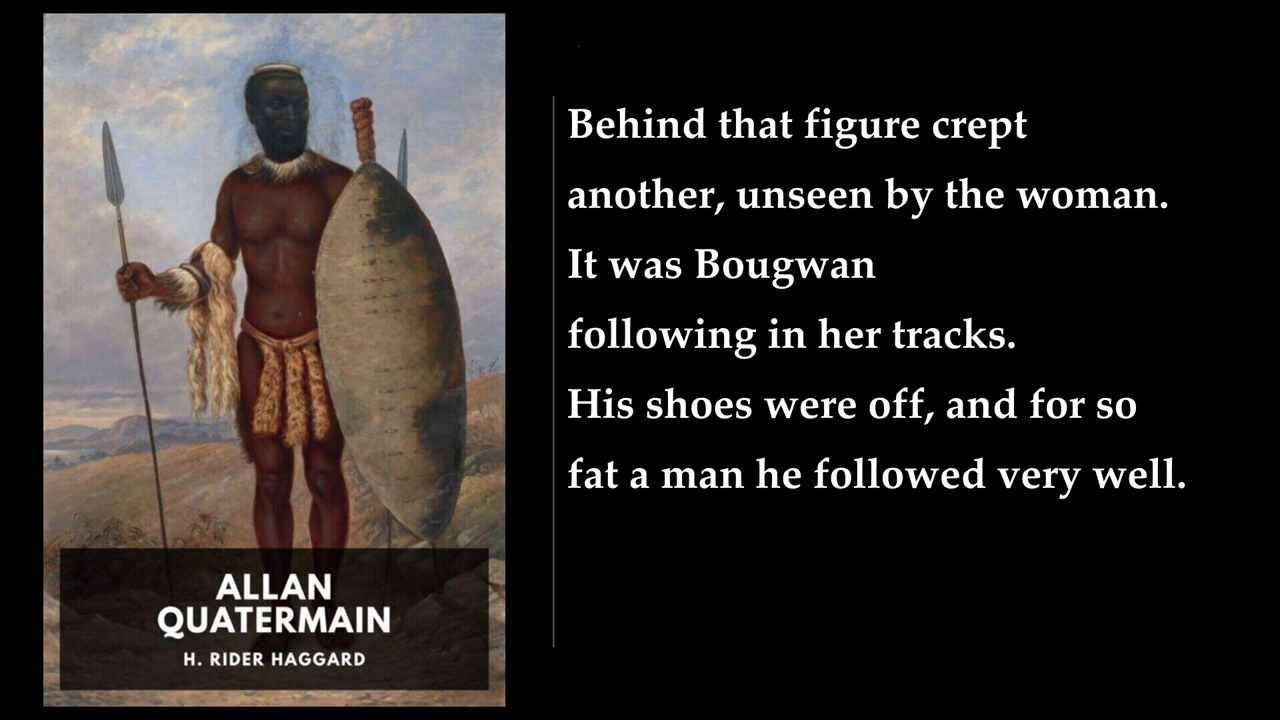 ALLAN
QUATERMAIN
H. RIDER HAGGARD
Behind that figure crept
another, unseen by the woman.
It was Bougwan
following in her tracks.
His shoes were off, and for so
fat a man he followed very well.